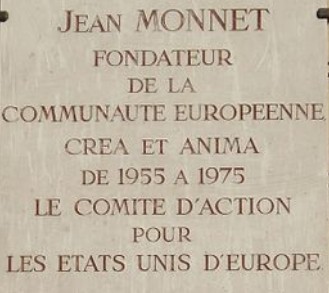 JEAN MONNET
FONDATEUR
DE LA
COMMUNAUTE EUROPEENNE
CREA ET ANIMA
DE 1955 A 1975
LE COMITE D'ACTION
POUR
LES ETATS UNIS D'EUROPE